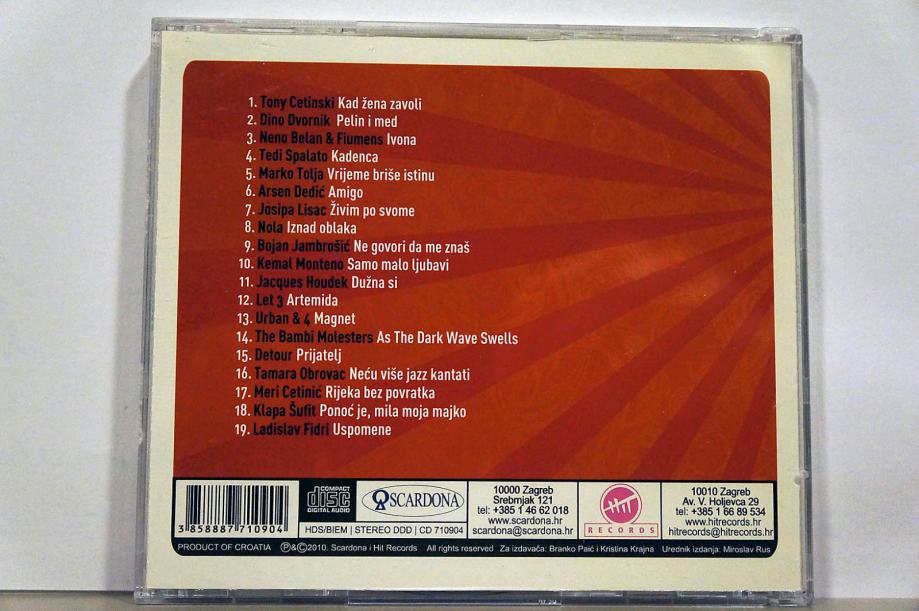 1. Tony Cetinski Kad žena zavoli
2. Dino Dvornik Pelin i med
3. Neno Belan & Fiumens Ivona
4. Tedi Spalato Kadenca
5. Marko Tolja Vrijeme briše istinu
6. Arsen Dedić Amigo
7. Josipa Lisac Živim po svome
8. Nola Iznad oblaka
9. Bojan Jambrošić Ne govori da me znaš
10. Kemal Monteno Samo malo ljubavi
11. Jacques Houdek Dužna si
12. Let 3 Artemida
13. Urban & 4 Magnet
14. The Bambi Molesters As The Dark Wave Swells
15. Detour Prijatelj
16. Tamara Obrovac Neću više jazz kantati
17. Meri Cetinić Rijeka bez povratka
18. Klapa Šufit Ponoć je, mila moja majko
19. Ladislav Fidri Uspomene
3 858887 710904
COMPACT
disc
DIGITAL AUDIO
SCARDONA
HDS/BIEM | STEREO DDD | CD 710904
10000 Zagreb
Srebrnjak 121
tel: +385 1 46 62 018
www.scardona.hr
scardona@scardona.hr
HIT
RECORDS
10010 Zagreb
Av. V. Holjevca 29
tel: +385 1 66 89 534
www.hitrecords.hr
hitrecords@hitrecords.hr
PRODUCT OF CROATIA ℗&©2010. Scardona i Hit Records All rights reserved Za izdavača: Branko Paić i Kristina Krajna Urednik izdanja: Miroslav Rus